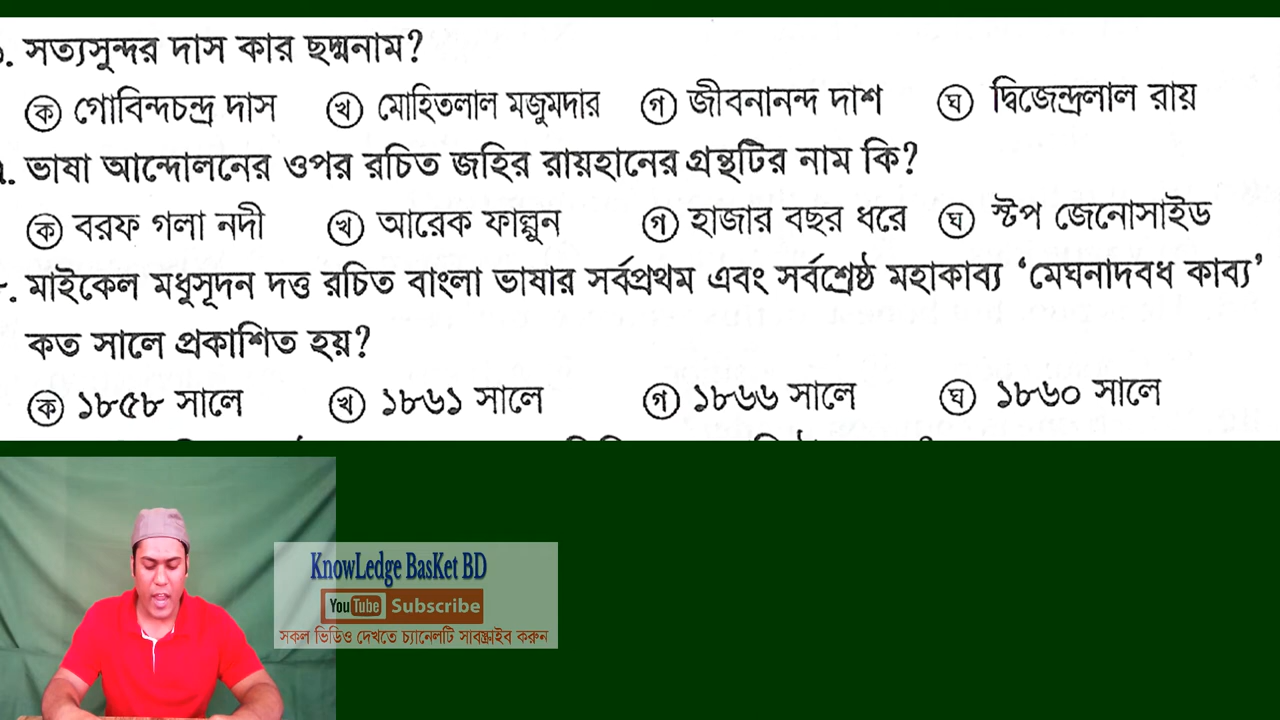 . সত্যসুন্দর দাস কার ছদ্মনাম?
ক গোবিন্দচন্দ্র দাস খ মোহিতলাল মজুমদার গ জীবনানন্দ দাশ ঘ দ্বিজেন্দ্রলাল রায়
. ভাষা আন্দোলনের ওপর রচিত জহির রায়হানের গ্রন্থটির নাম কি?
ক বরফ গলা নদী খ আরেক ফাল্গুন গ হাজার বছর ধরে ঘ স্টপ জেনোসাইড
. মাইকেল মধুসূদন দত্ত রচিত বাংলা ভাষার সর্বপ্রথম এবং সর্বশ্রেষ্ঠ মহাকাব্য ‘মেঘনাদবধ কাব্য’
কত সালে প্রকাশিত হয়?
ক ১৮৫৮ সালে খ ১৮৬১ সালে গ ১৮৬৬ সালে ঘ ১৮৬০ সালে
KnowLedge BasKet BD
YouTube Subscribe
সকল ভিডিও দেখতে চ্যানেলটি সাবস্ক্রাইব করুন